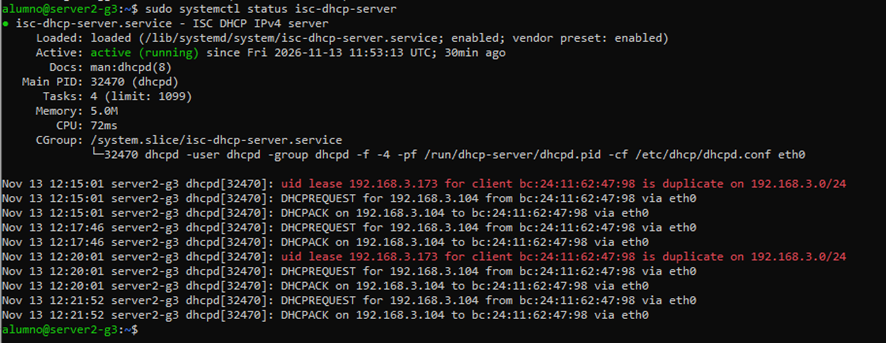 alumno@server2-g3:~$ sudo systemctl status isc-dhcp-server
● isc-dhcp-server.service - ISC DHCP IPv4 server
     Loaded: loaded (/lib/systemd/system/isc-dhcp-server.service; enabled; vendor preset: enabled)
     Active: active (running) since Fri 2026-11-13 11:53:13 UTC; 30min ago
       Docs: man:dhcpd(8)
   Main PID: 32470 (dhcpd)
      Tasks: 4 (limit: 1099)
     Memory: 5.0M
        CPU: 72ms
     CGroup: /system.slice/isc-dhcp-server.service
             └─32470 dhcpd -user dhcpd -group dhcpd -f -4 -pf /run/dhcp-server/dhcpd.pid -cf /etc/dhcp/dhcpd.conf eth0

Nov 13 12:15:01 server2-g3 dhcpd[32470]: uid lease 192.168.3.173 for client bc:24:11:62:47:98 is duplicate on 192.168.3.0/24
Nov 13 12:15:01 server2-g3 dhcpd[32470]: DHCPREQUEST for 192.168.3.104 from bc:24:11:62:47:98 via eth0
Nov 13 12:15:01 server2-g3 dhcpd[32470]: DHCPACK on 192.168.3.104 to bc:24:11:62:47:98 via eth0
Nov 13 12:17:46 server2-g3 dhcpd[32470]: DHCPREQUEST for 192.168.3.104 from bc:24:11:62:47:98 via eth0
Nov 13 12:17:46 server2-g3 dhcpd[32470]: DHCPACK on 192.168.3.104 to bc:24:11:62:47:98 via eth0
Nov 13 12:20:01 server2-g3 dhcpd[32470]: uid lease 192.168.3.173 for client bc:24:11:62:47:98 is duplicate on 192.168.3.0/24
Nov 13 12:20:01 server2-g3 dhcpd[32470]: DHCPREQUEST for 192.168.3.104 from bc:24:11:62:47:98 via eth0
Nov 13 12:20:01 server2-g3 dhcpd[32470]: DHCPACK on 192.168.3.104 to bc:24:11:62:47:98 via eth0
Nov 13 12:21:52 server2-g3 dhcpd[32470]: DHCPREQUEST for 192.168.3.104 from bc:24:11:62:47:98 via eth0
Nov 13 12:21:52 server2-g3 dhcpd[32470]: DHCPACK on 192.168.3.104 to bc:24:11:62:47:98 via eth0
alumno@server2-g3:~$